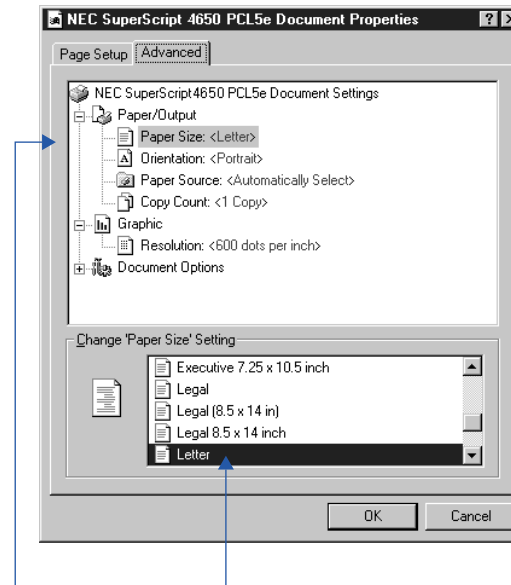 NEC SuperScript 4650 PCL5e Document Properties
Page Setup
Advanced
NEC SuperScript4650 PCL5e Document Settings
Paper/Output
Paper Size: <Letter>
Orientation: <Portrait>
Paper Source: <Automatically Select>
Copy Count: <1 Copy>
Graphic
Resolution: <600 dots per inch>
Document Options
Change 'Paper Size' Setting
Executive 7.25 x 10.5 inch
Legal
Legal (8.5 x 14 in)
Legal 8.5 x 14 inch
Letter
OK
Cancel